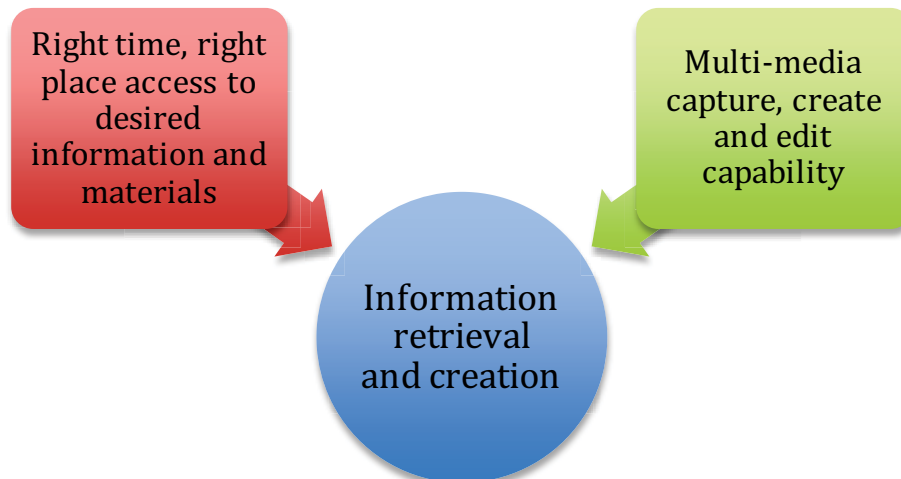 Right time, right
place access to
desired
information and
materials
Multi-media
capture, create
and edit
capability
Information
retrieval
and creation